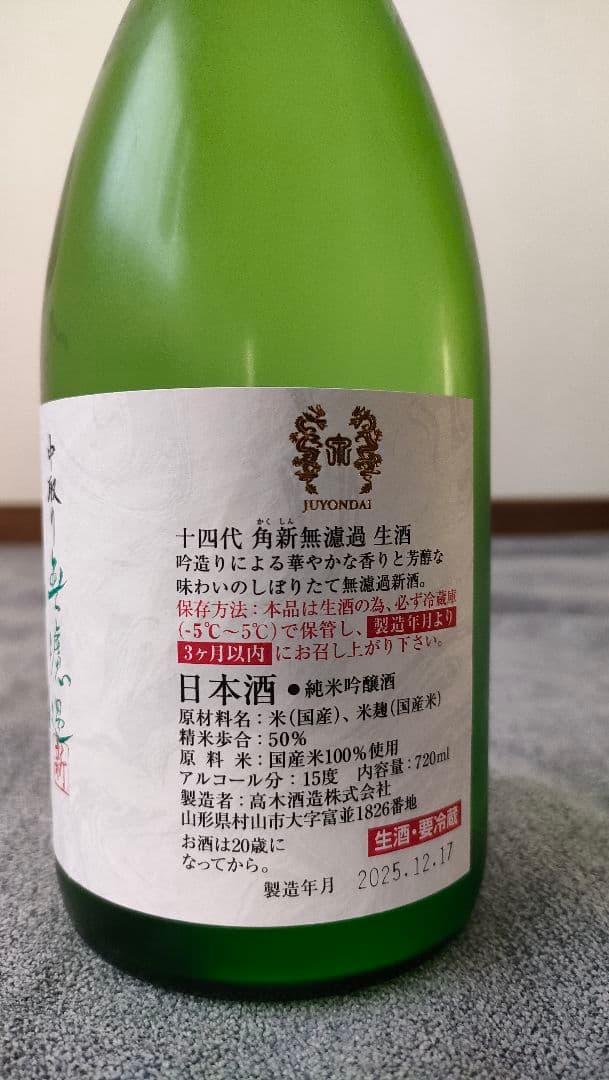 中取り無濾過
JUYONDAI
かくしん
十四代 角新無濾過 生酒
吟造りによる華やかな香りと芳醇な
味わいのしぼりたて無濾過新酒。
保存方法：本品は生酒の為、必ず冷蔵庫
(-5℃〜5℃)で保管し、製造年月より
3ヶ月以内にお召し上がり下さい。
日本酒 ●純米吟醸酒
原材料名：米(国産)、米麹(国産米)
精米歩合：50%
原料米：国産米100%使用
アルコール分：15度 内容量：720ml
製造者：高木酒造株式会社
山形県村山市大字富並1826番地
お酒は20歳に
なってから。
生酒・要冷蔵
製造年月 2025.12.17